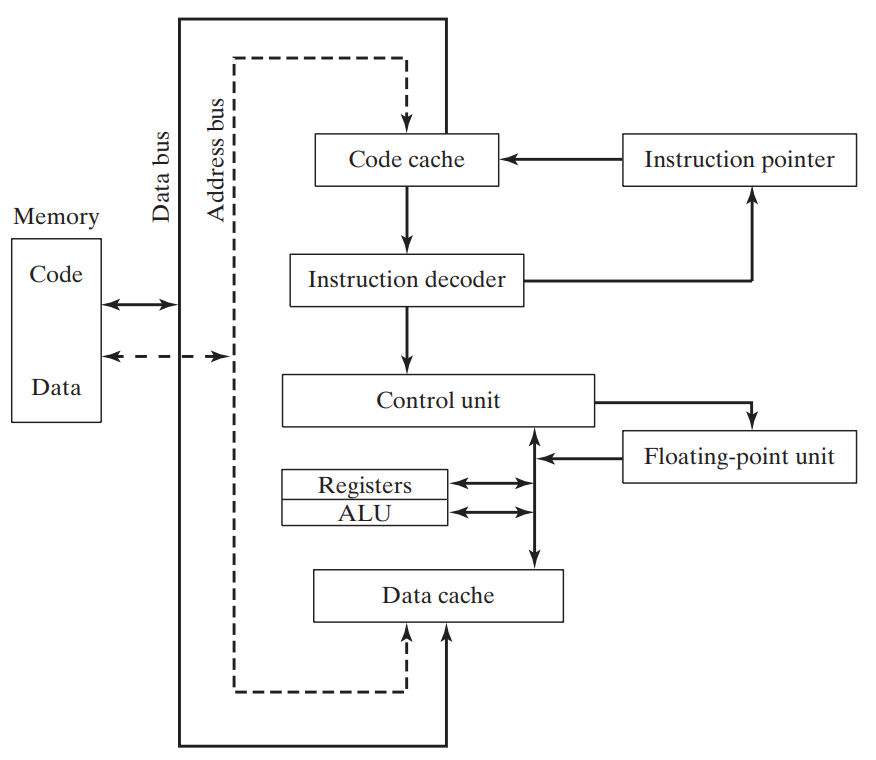 Data bus
Address bus
Code cache
Instruction pointer
Memory
Code
Instruction decoder
Data
Control unit
Floating-point unit
Registers
ALU
Data cache